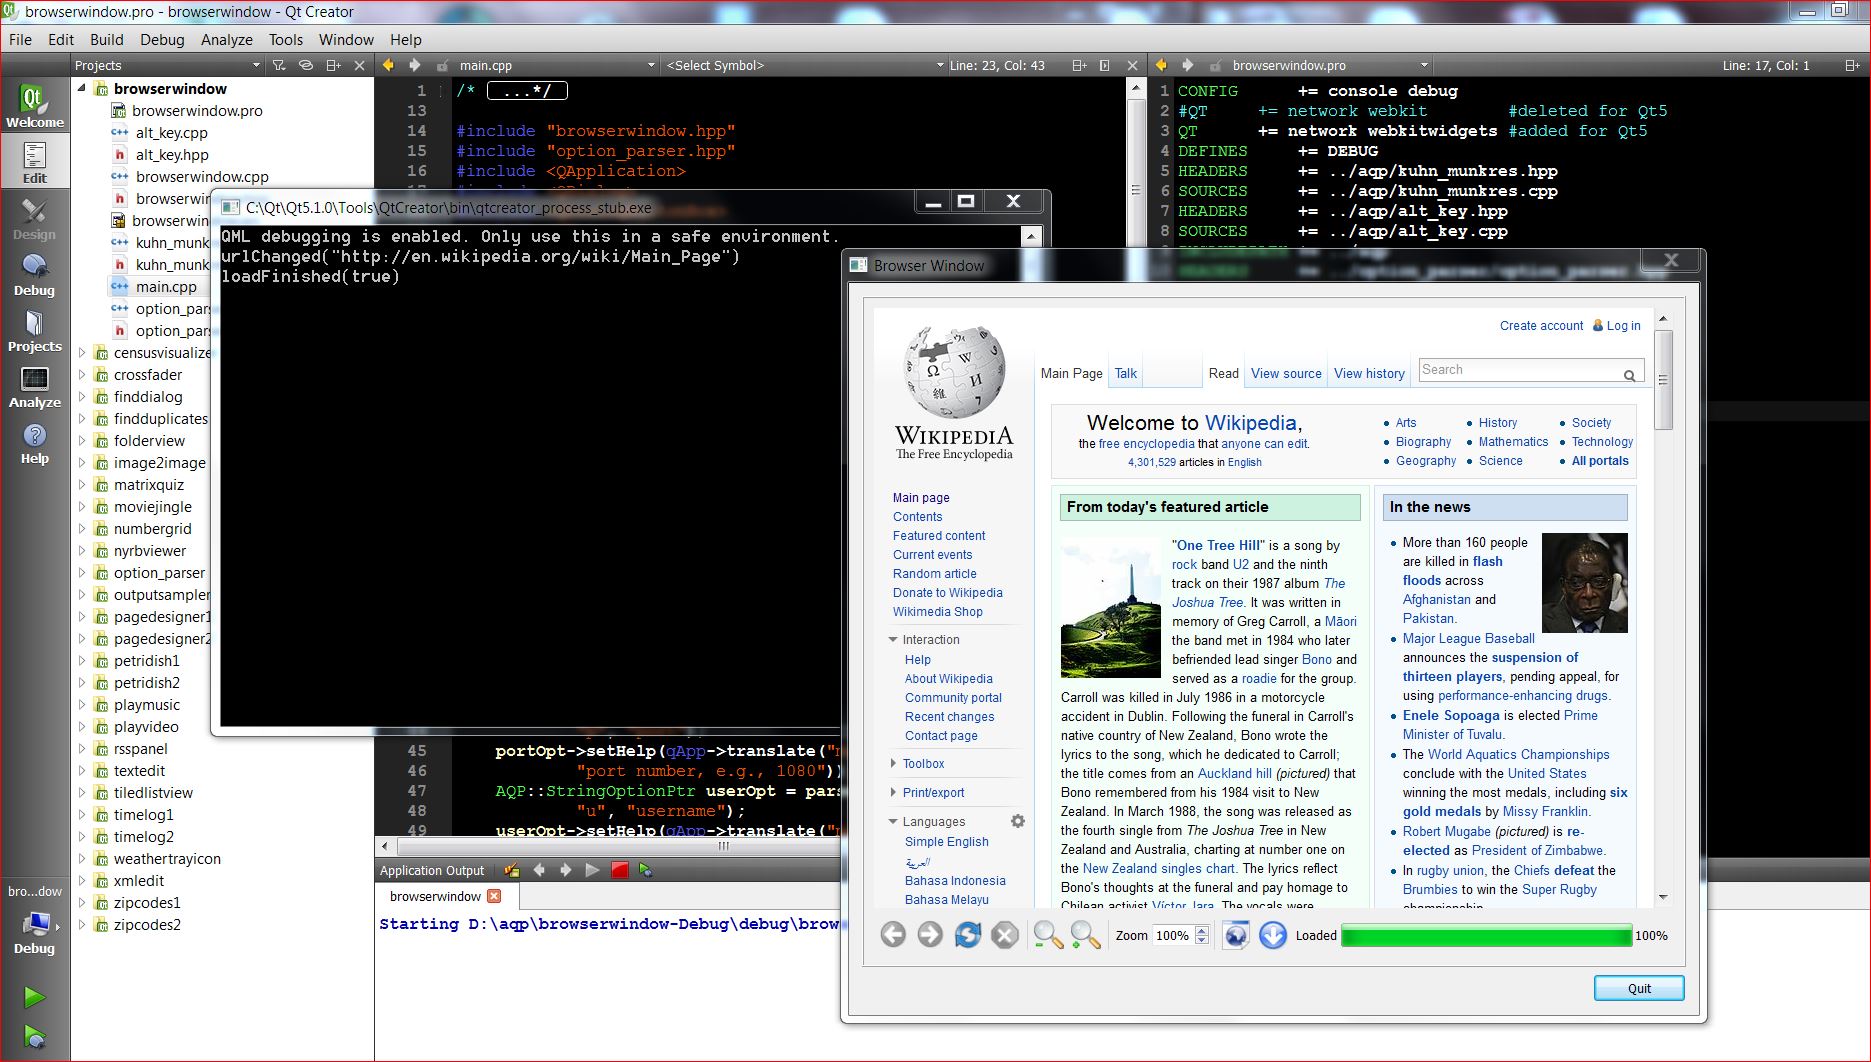 browserwindow.pro - browserwindow - Qt Creator
File Edit Build Debug Analyze Tools Window Help
Projects
main.cpp
<Select Symbol>
Line: 23, Col: 43
browserwindow.pro
Line: 17, Col: 1
Welcome
Edit
Design
Debug
Projects
Analyze
Help
bro...dow
Debug
browserwindow
browserwindow.pro
alt_key.cpp
alt_key.hpp
browser.cpp
browserwin
browserwin
kuhn_munk
kuhn_munk
main.cpp
option_pars
option_pars
censusvisualize
crossfader
finddialog
findduplicates
folderview
image2image
matrixquiz
moviejingle
numbergrid
nyrbviewer
option_parser
outputsampler
pagedesigner1
pagedesigner2
petridish1
petridish2
playmusic
playvideo
rsspanel
textedit
tiledlistview
timelog1
timelog2
weathertrayicon
xmledit
zipcodes1
zipcodes2
1 /* ...*/
13
14 #include "browserwindow.hpp"
15 #include "option_parser.hpp"
16 #include <QApplication>
45 portOpt->setHelp(qApp->translate("m
46 "port number, e.g., 1080"))
47 AQP::StringOptionPtr userOpt = pars
48 "u", "username");
49 userOpt->setHelp(qApp->translate("m
1 CONFIG += console debug
2 #QT += network webkit #deleted for Qt5
3 QT += network webkitwidgets #added for Qt5
4 DEFINES += DEBUG
5 HEADERS += ../aqp/kuhn_munkres.hpp
6 SOURCES += ../aqp/kuhn_munkres.cpp
7 HEADERS += ../aqp/alt_key.hpp
8 SOURCES += ../aqp/alt_key.cpp
C:\Qt\Qt5.1.0\Tools\QtCreator\bin\qtcreator_process_stub.exe
QML debugging is enabled. Only use this in a safe environment.
urlChanged("http://en.wikipedia.org/wiki/Main_Page")
loadFinished(true)
Application Output
browserwindow
Starting D:\aqp\browserwindow-Debug\debug\brow
Browser Window
Create account Log in
Main Page Talk Read View source View history Search
WIKIPEDIA
The Free Encyclopedia
Main page
Contents
Featured content
Current events
Random article
Donate to Wikipedia
Wikimedia Shop
Interaction
Help
About Wikipedia
Community portal
Recent changes
Contact page
Toolbox
Print/export
Languages
Simple English
العربية
Bahasa Indonesia
Bahasa Melayu
Welcome to Wikipedia,
the free encyclopedia that anyone can edit.
4,301,529 articles in English
Arts History Society
Biography Mathematics Technology
Geography Science All portals
From today's featured article
"One Tree Hill" is a song by
rock band U2 and the ninth
track on their 1987 album The
Joshua Tree. It was written in
memory of Greg Carroll, a Māori
the band met in 1984 who later
befriended lead singer Bono and
served as a roadie for the group.
Carroll was killed in July 1986 in a motorcycle
accident in Dublin. Following the funeral in Carroll's
native country of New Zealand, Bono wrote the
lyrics to the song, which he dedicated to Carroll;
the title comes from an Auckland hill (pictured) that
Bono remembered from his 1984 visit to New
Zealand. In March 1988, the song was released as
the fourth single from The Joshua Tree in New
Zealand and Australia, charting at number one on
the New Zealand singles chart. The lyrics reflect
Bono's thoughts at the funeral and pay homage to
Chilean activist Víctor Jara. The vocals were
In the news
More than 160 people
are killed in flash
floods across
Afghanistan and
Pakistan.
Major League Baseball
announces the suspension of
thirteen players, pending appeal, for
using performance-enhancing drugs.
Enele Sopoaga is elected Prime
Minister of Tuvalu.
The World Aquatics Championships
conclude with the United States
winning the most medals, including six
gold medals by Missy Franklin.
Robert Mugabe (pictured) is re-
elected as President of Zimbabwe.
In rugby union, the Chiefs defeat the
Brumbies to win the Super Rugby
championship.
Zoom 100% Loaded 100%
Quit